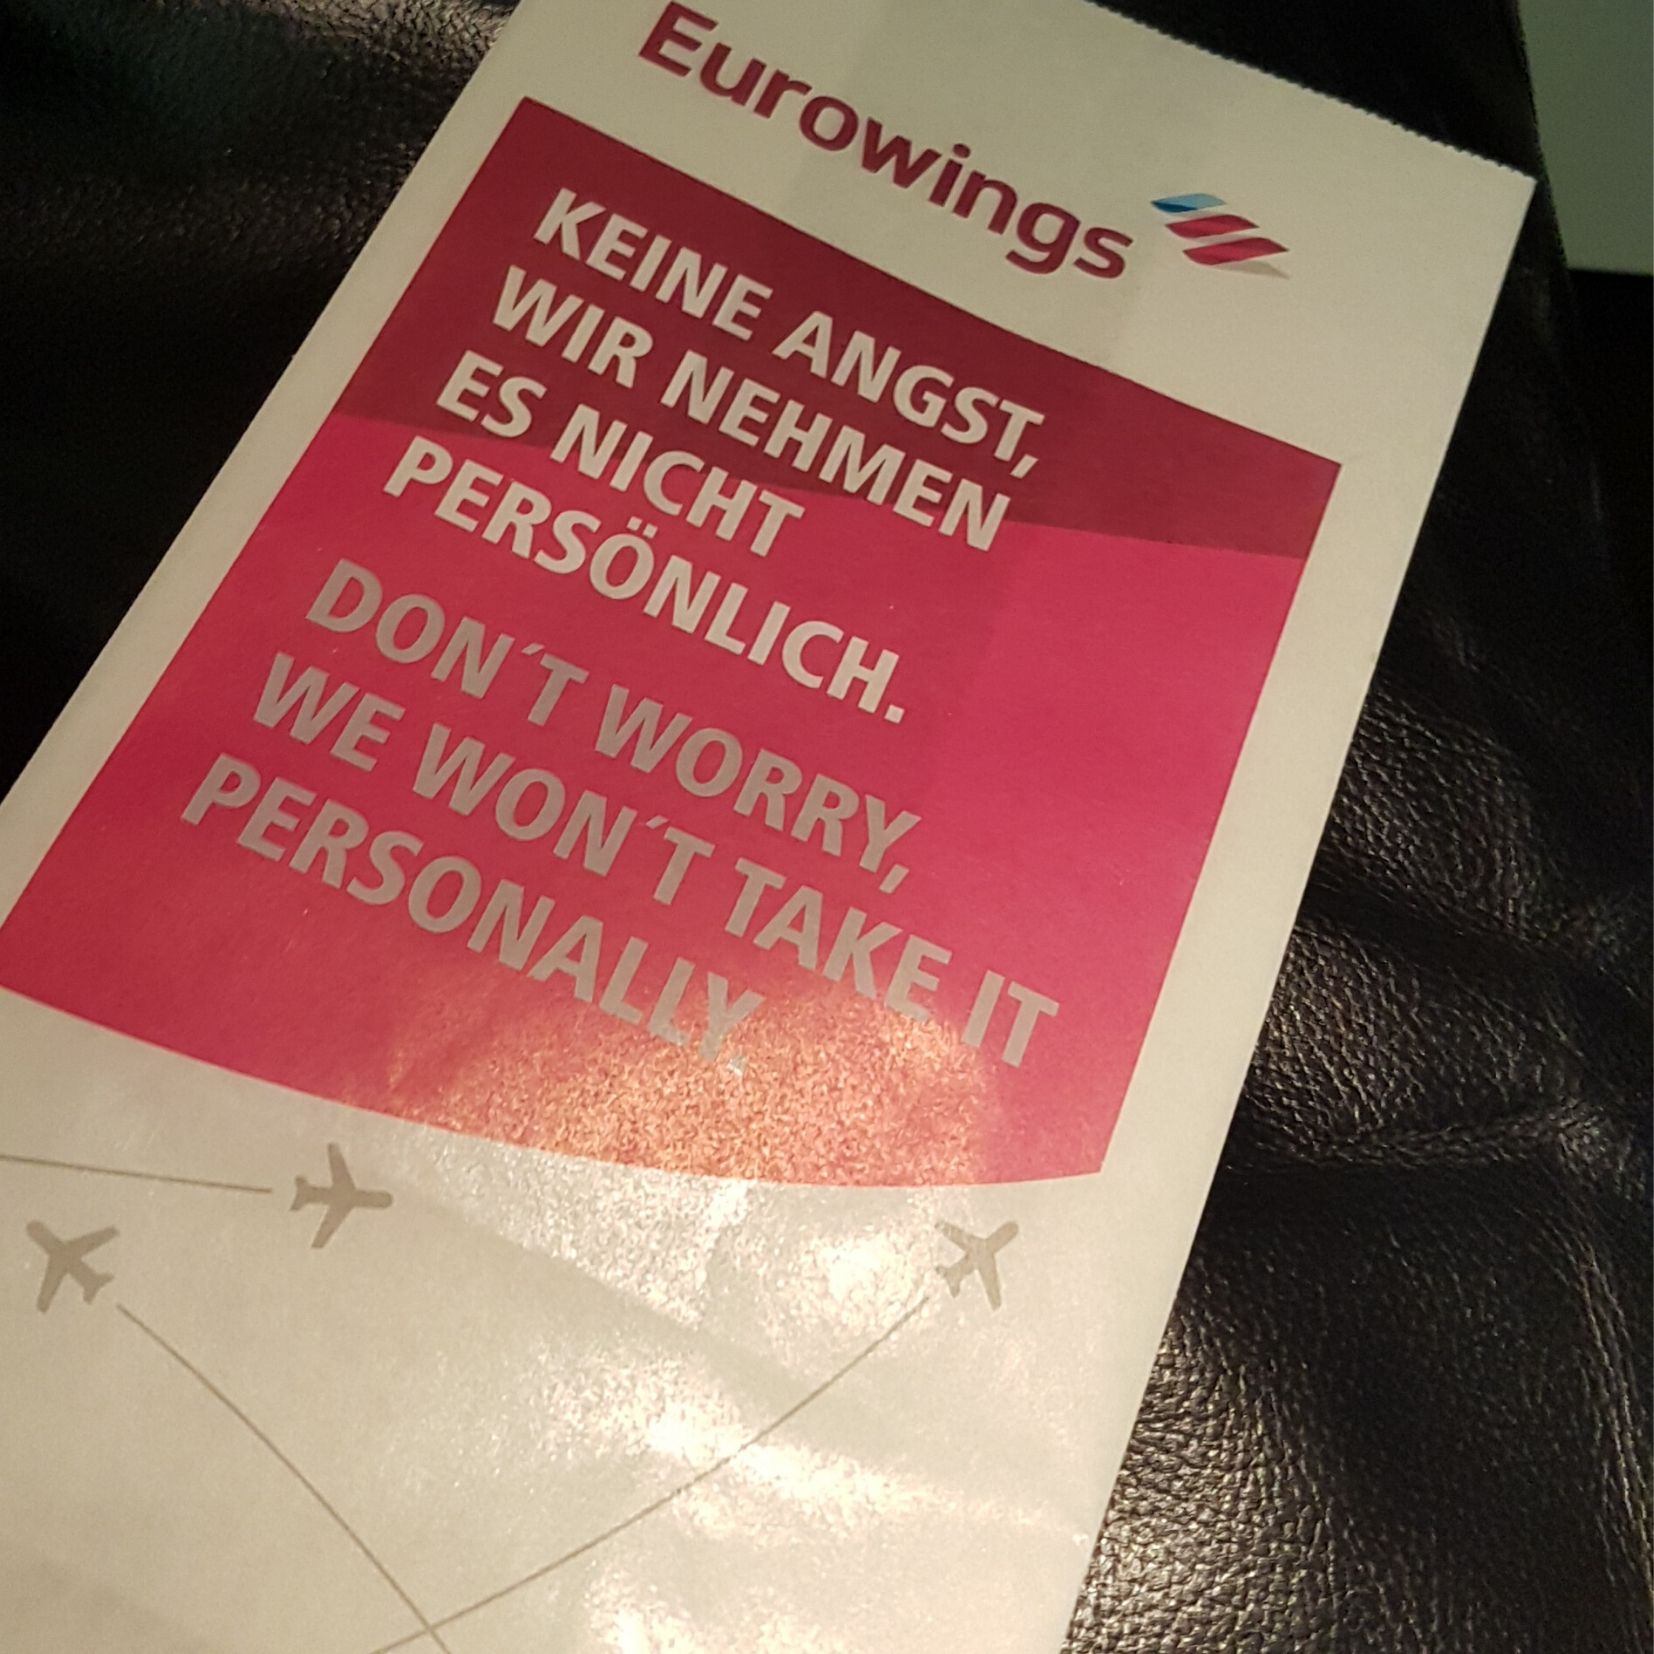 Eurowings
KEINE ANGST,
WIR NEHMEN
ES NICHT
PERSÖNLICH.
DON´T WORRY,
WE WON´T TAKE IT
PERSONALLY.